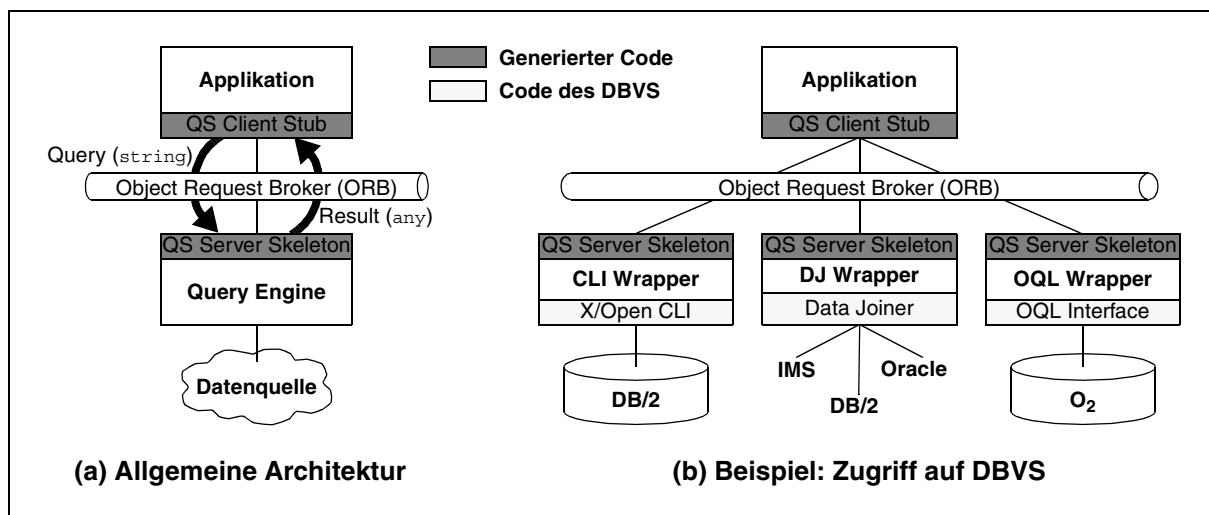 Applikation
QS Client Stub
Query (string)
Object Request Broker (ORB)
Result (any)
QS Server Skeleton
Query Engine
Datenquelle
(a) Allgemeine Architektur
Generierter Code
Code des DBVS
Applikation
QS Client Stub
Object Request Broker (ORB)
QS Server Skeleton
CLI Wrapper
X/Open CLI
DB/2
QS Server Skeleton
DJ Wrapper
Data Joiner
IMS
DB/2
Oracle
QS Server Skeleton
OQL Wrapper
OQL Interface
O₂
(b) Beispiel: Zugriff auf DBVS